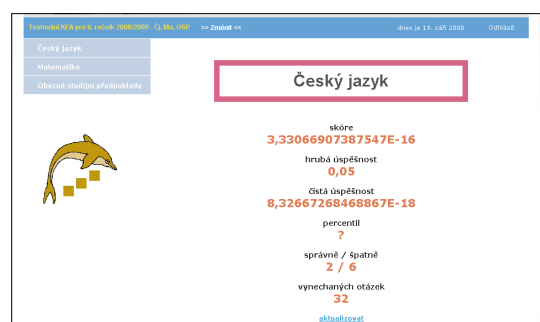 Testování KEA pro 6. ročník 2008/2009 - Čj, Ma, OSP >> Změnit << dnes je 19. září 2008 Odhlásit
Český jazyk
Matematika
Obecné studijní předpoklady
Český jazyk
skóre
3,33066907387547E-16
hrubá úspěšnost
0,05
čistá úspěšnost
8,32667268468867E-18
percentil
?
správně / špatně
2 / 6
vynechaných otázek
32
aktualizovat